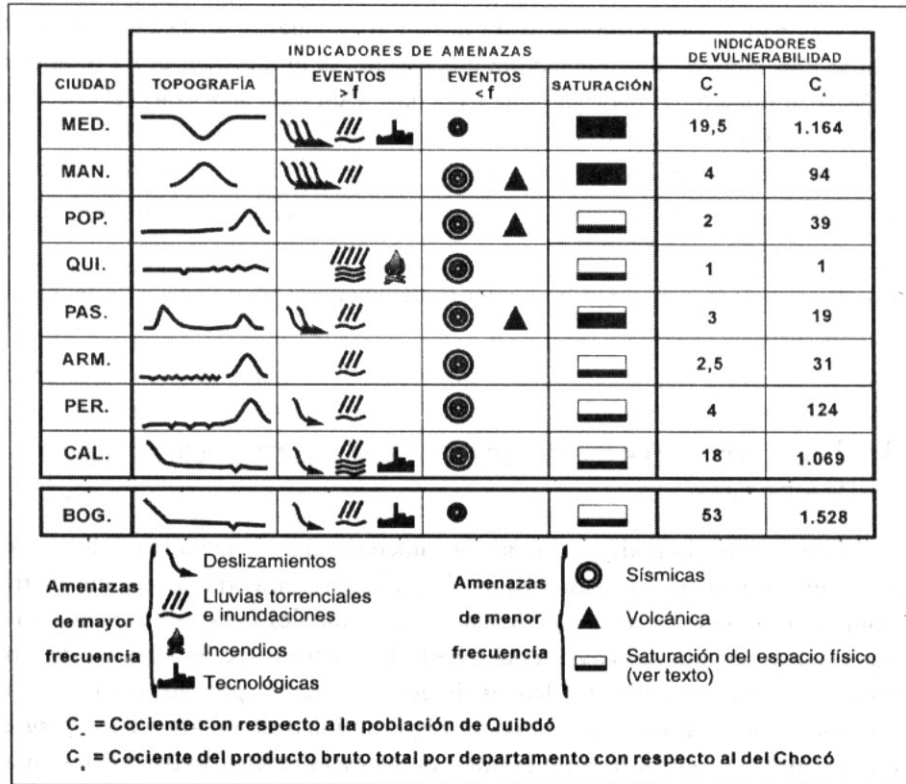 INDICADORES DE AMENAZAS
INDICADORES
DE VULNERABILIDAD
CIUDAD TOPOGRAFÍA EVENTOS > f EVENTOS < f SATURACIÓN C C
MED. 19,5 1.164
MAN. 4 94
POP. 2 39
QUI. 1 1
PAS. 3 19
ARM. 2,5 31
PER. 4 124
CAL. 18 1.069
BOG. 53 1.528
Amenazas
de mayor
frecuencia
Deslizamientos
Lluvias torrenciales
e inundaciones
Incendios
Tecnológicas
Amenazas
de menor
frecuencia
Sísmicas
Volcánica
Saturación del espacio físico
(ver texto)
C = Cociente con respecto a la población de Quibdó
C = Cociente del producto bruto total por departamento con respecto al del Chocó